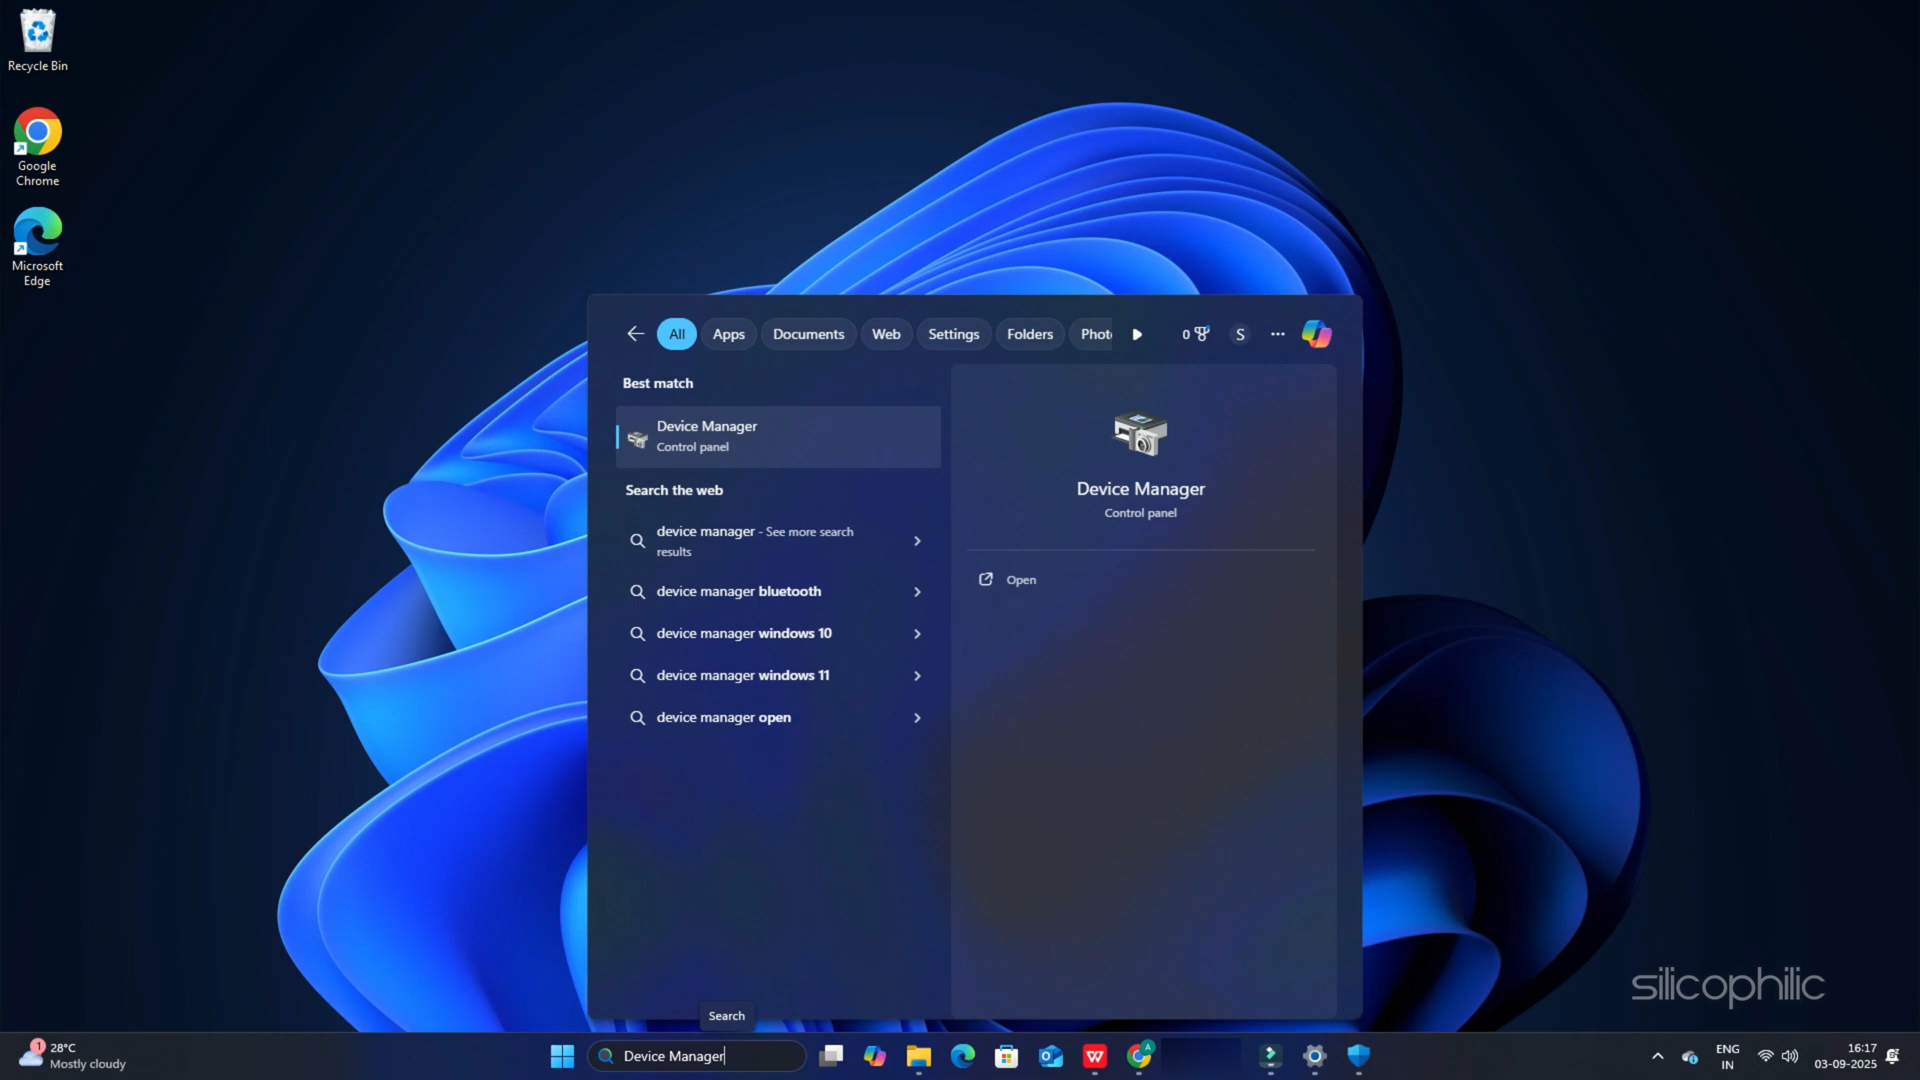 Recycle Bin
Google
Chrome
Microsoft
Edge
All
Apps
Documents
Web
Settings
Folders
0
S
Best match
Device Manager
Control panel
Search the web
device manager - See more search
results
device manager bluetooth
device manager windows 10
device manager windows 11
device manager open
Device Manager
Control panel
Open
silicophilic
Search
1
28°C
Mostly cloudy
Device Manager
A
ENG
IN
16:17
03-09-2025